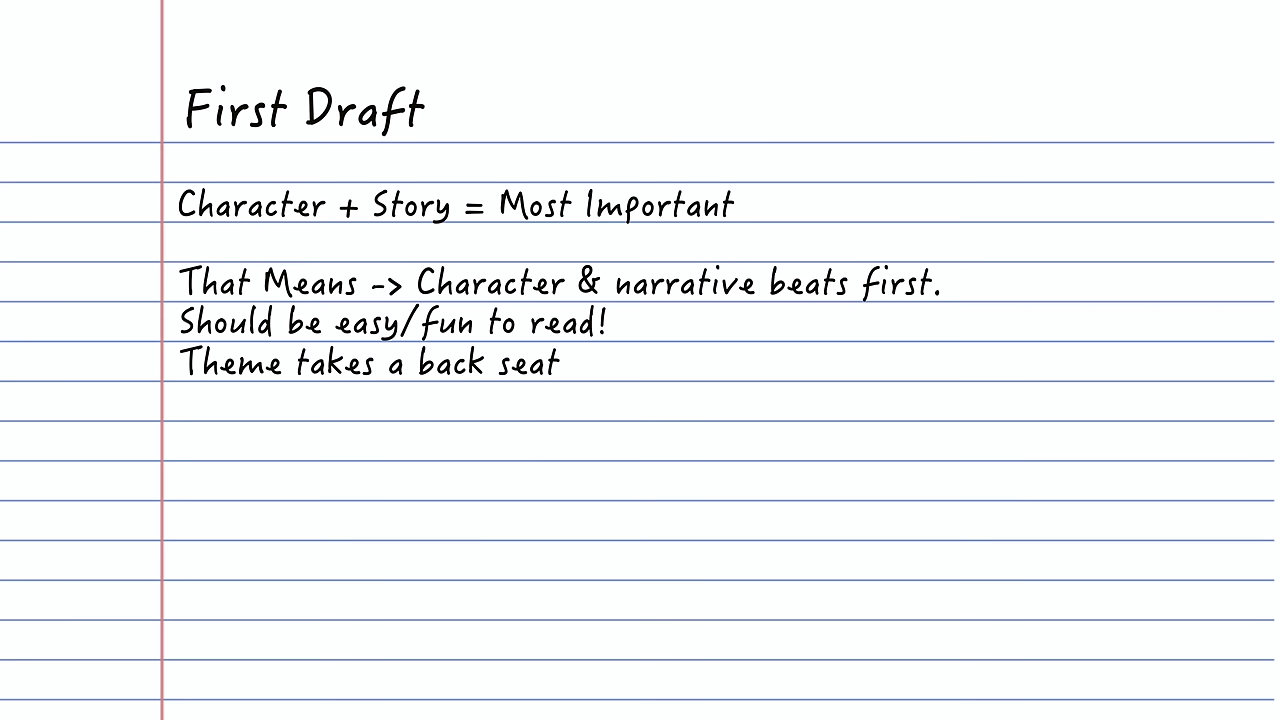 First Draft
Character + Story = Most Important
That Means -> Character & narrative beats first.
Should be easy/fun to read!
Theme takes a back seat